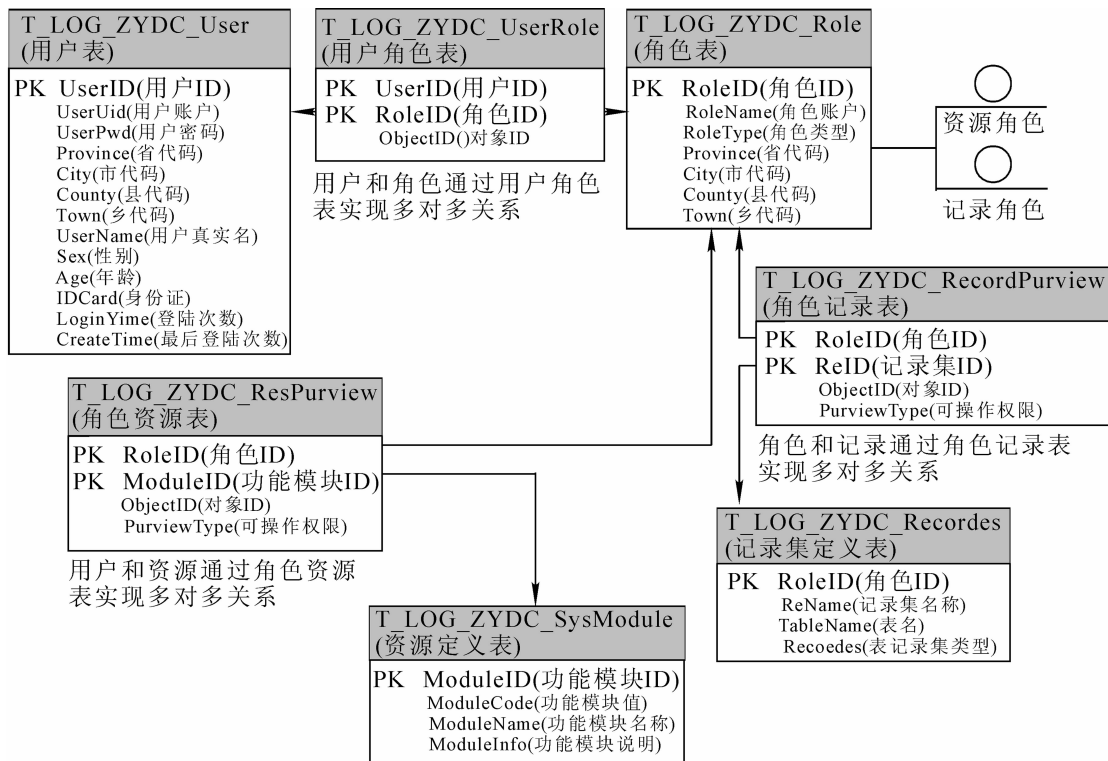 T_LOG_ZYDC_User
(用户表)
PK UserID(用户ID)
UserUid(用户账户)
UserPwd(用户密码)
Province(省代码)
City(市代码)
County(县代码)
Town(乡代码)
UserName(用户真实名)
Sex(性别)
Age(年龄)
IDCard(身份证)
LoginYime(登陆次数)
CreateTime(最后登陆次数)
T_LOG_ZYDC_UserRole
(用户角色表)
PK UserID(用户ID)
PK RoleID(角色ID)
ObjectID()对象ID
用户和角色通过用户角色
表实现多对多关系
T_LOG_ZYDC_Role
(角色表)
PK RoleID(角色ID)
RoleName(角色账户)
RoleType(角色类型)
Province(省代码)
City(市代码)
County(县代码)
Town(乡代码)
资源角色
记录角色
T_LOG_ZYDC_RecordPurview
(角色记录表)
PK RoleID(角色ID)
PK ReID(记录集ID)
ObjectID(对象ID)
PurviewType(可操作权限)
角色和记录通过角色记录表
实现多对多关系
T_LOG_ZYDC_ResPurview
(角色资源表)
PK RoleID(角色ID)
PK ModuleID(功能模块ID)
ObjectID(对象ID)
PurviewType(可操作权限)
用户和资源通过角色资源
表实现多对多关系
T_LOG_ZYDC_Recordes
(记录集定义表)
PK RoleID(角色ID)
ReName(记录集名称)
TableName(表名)
Recoedes(表记录集类型)
T_LOG_ZYDC_SysModule
(资源定义表)
PK ModuleID(功能模块ID)
ModuleCode(功能模块值)
ModuleName(功能模块名称)
ModuleInfo(功能模块说明)